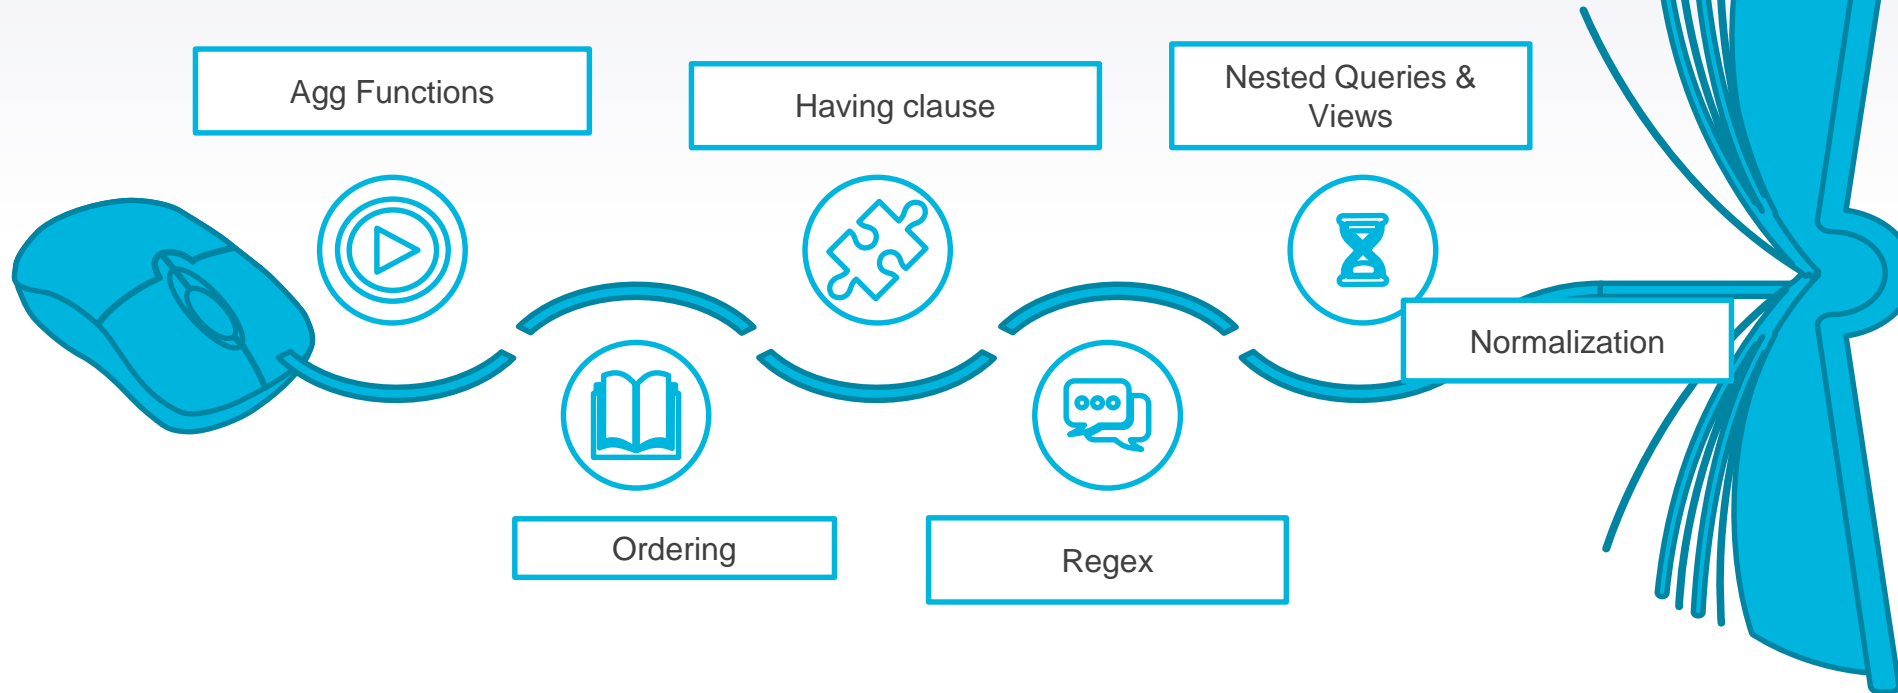 Agg Functions
Ordering
Having clause
Regex
Nested Queries &
Views
Normalization